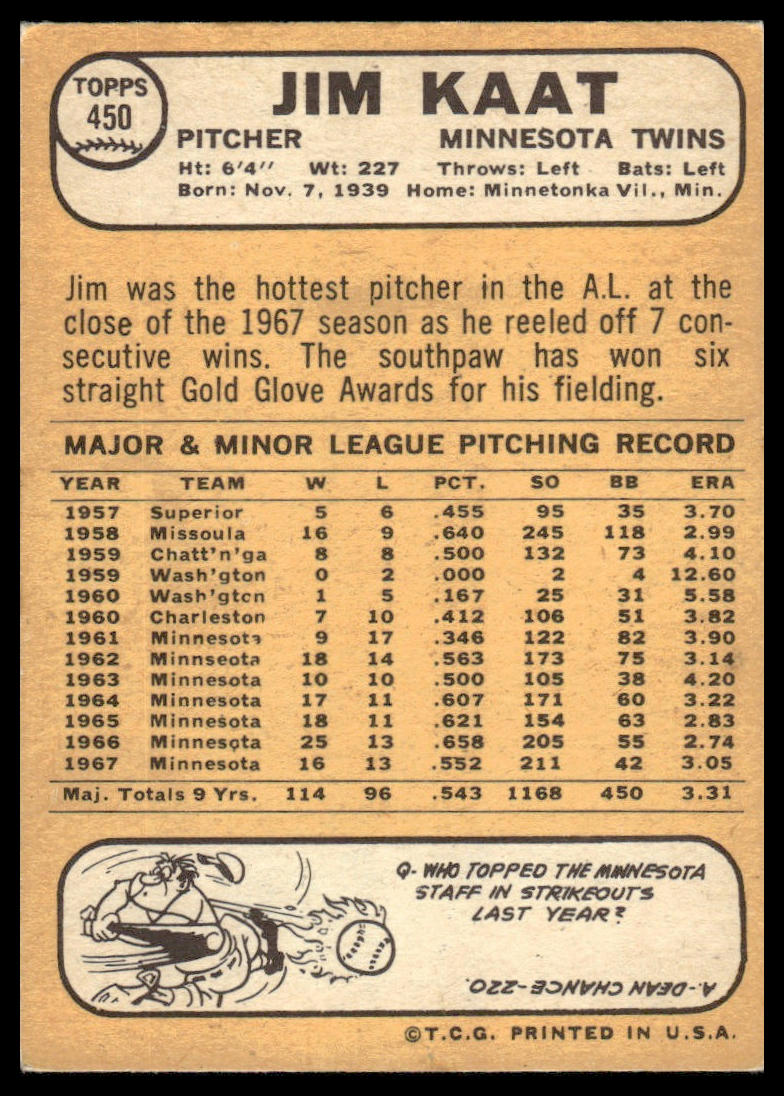 TOPPS
450
JIM KAAT
PITCHER MINNESOTA TWINS
Ht: 6'4" Wt: 227 Throws: Left Bats: Left
Born: Nov. 7, 1939 Home: Minnetonka Vil., Min.
Jim was the hottest pitcher in the A.L. at the
close of the 1967 season as he reeled off 7 con-
secutive wins. The southpaw has won six
straight Gold Glove Awards for his fielding.
MAJOR & MINOR LEAGUE PITCHING RECORD
YEAR TEAM W L PCT. SO BB ERA
1957 Superior 5 6 .455 95 35 3.70
1958 Missoula 16 9 .640 245 118 2.99
1959 Chatt'n'ga 8 8 .500 132 73 4.10
1959 Wash'gton 0 2 .000 2 4 12.60
1960 Wash'gton 1 5 .167 25 31 5.58
1960 Charleston 7 10 .412 106 51 3.82
1961 Minnesota 9 17 .346 122 82 3.90
1962 Minnseota 18 14 .563 173 75 3.14
1963 Minnesota 10 10 .500 105 38 4.20
1964 Minnesota 17 11 .607 171 60 3.22
1965 Minnesota 18 11 .621 154 63 2.83
1966 Minnesota 25 13 .658 205 55 2.74
1967 Minnesota 16 13 .552 211 42 3.05
Maj. Totals 9 Yrs. 114 96 .543 1168 450 3.31
Q- WHO TOPPED THE MINNESOTA
STAFF IN STRIKEOUTS
LAST YEAR?
A- DEAN CHANCE-220.
©T.C.G. PRINTED IN U.S.A.